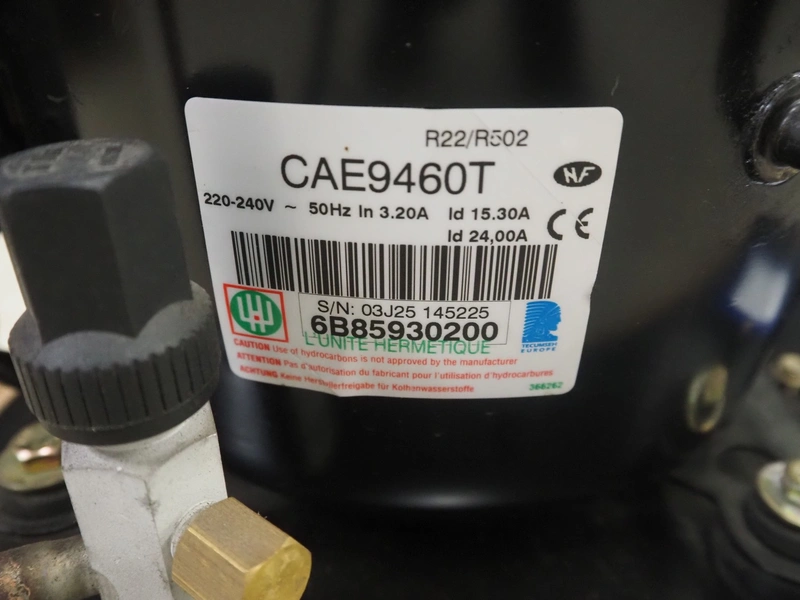 R22/R502
CAE9460T
NF
220-240V ~ 50Hz In 3.20A Id 15.30A
Id 24,00A
CE
S/N: 03J25 145225
6B85930200
L'UNITE HERMETIQUE
TECUMSEH
EUROPE
CAUTION Use of hydrocarbons is not approved by the manufacturer
ATTENTION Pas d'autorisation du fabricant pour l'utilisation d'hydrocarbures
ACHTUNG Keine Herstellerfreigabe für Kolhanwasserstoffe
366262